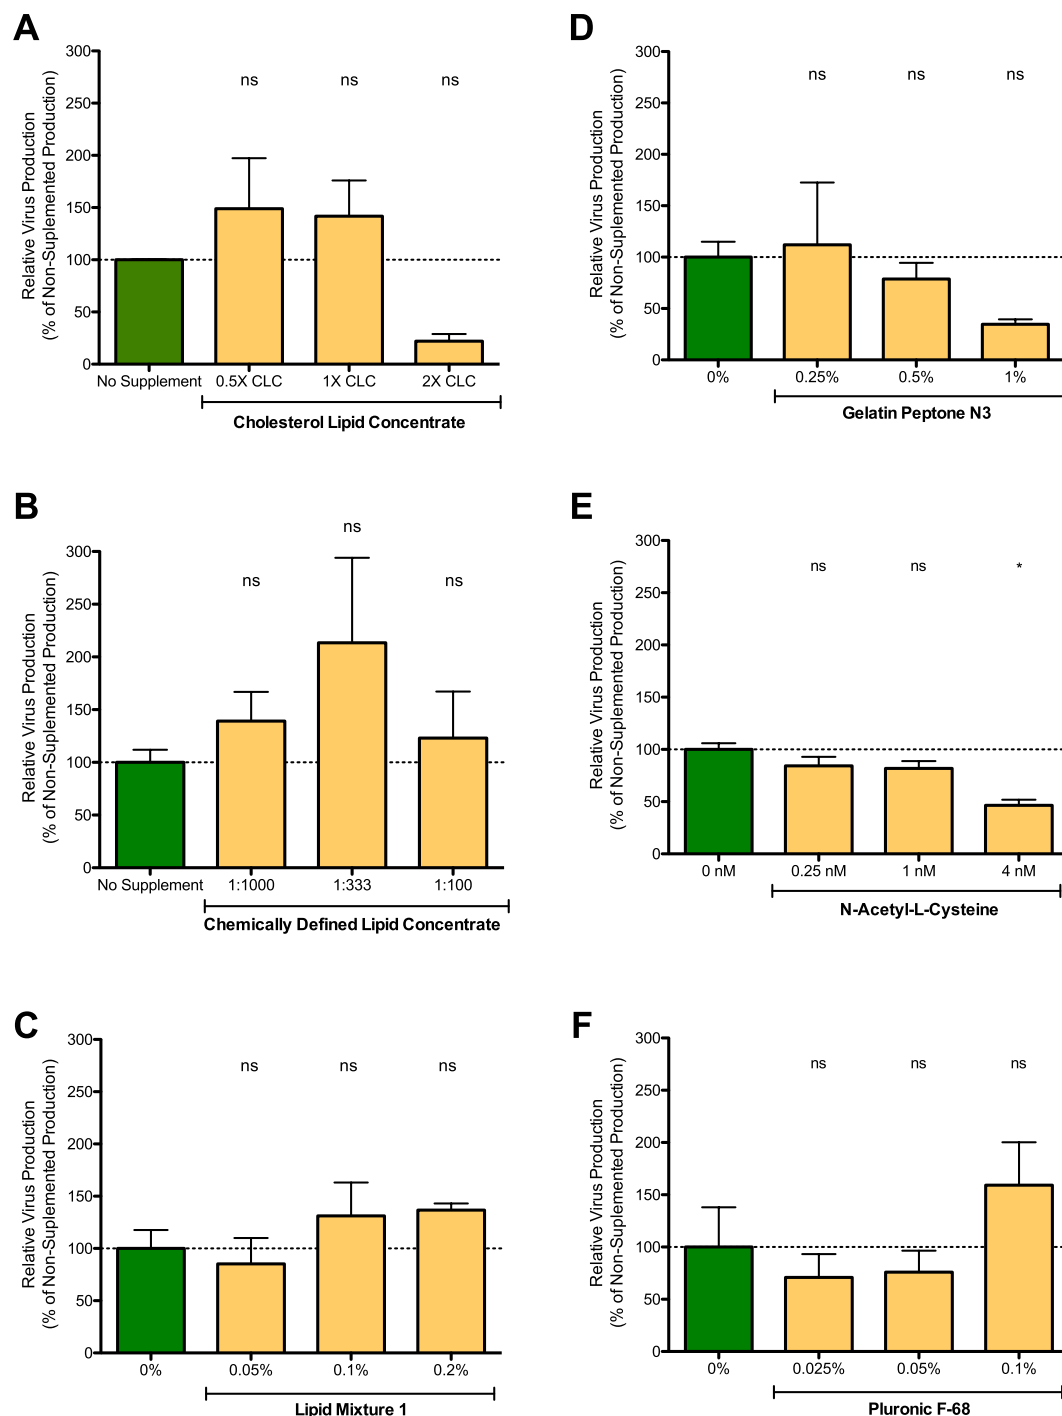 A
Relative Virus Production
(% of Non-Suplemented Production)
300
250
200
150
100
50
0
ns
ns
ns
No Supplement
0.5X CLC
1X CLC
2X CLC
Cholesterol Lipid Concentrate
D
Relative Virus Production
(% of Non-Suplemented Production)
300
250
200
150
100
50
0
ns
ns
ns
0%
0.25%
0.5%
1%
Gelatin Peptone N3
B
Relative Virus Production
(% of Non-Suplemented Production)
300
250
200
150
100
50
0
ns
ns
ns
No Supplement
1:1000
1:333
1:100
Chemically Defined Lipid Concentrate
E
Relative Virus Production
(% of Non-Suplemented Production)
300
250
200
150
100
50
0
ns
ns
*
0 nM
0.25 nM
1 nM
4 nM
N-Acetyl-L-Cysteine
C
Relative Virus Production
(% of Non-Suplemented Production)
300
250
200
150
100
50
0
ns
ns
ns
0%
0.05%
0.1%
0.2%
Lipid Mixture 1
F
Relative Virus Production
(% of Non-Suplemented Production)
300
250
200
150
100
50
0
ns
ns
ns
0%
0.025%
0.05%
0.1%
Pluronic F-68